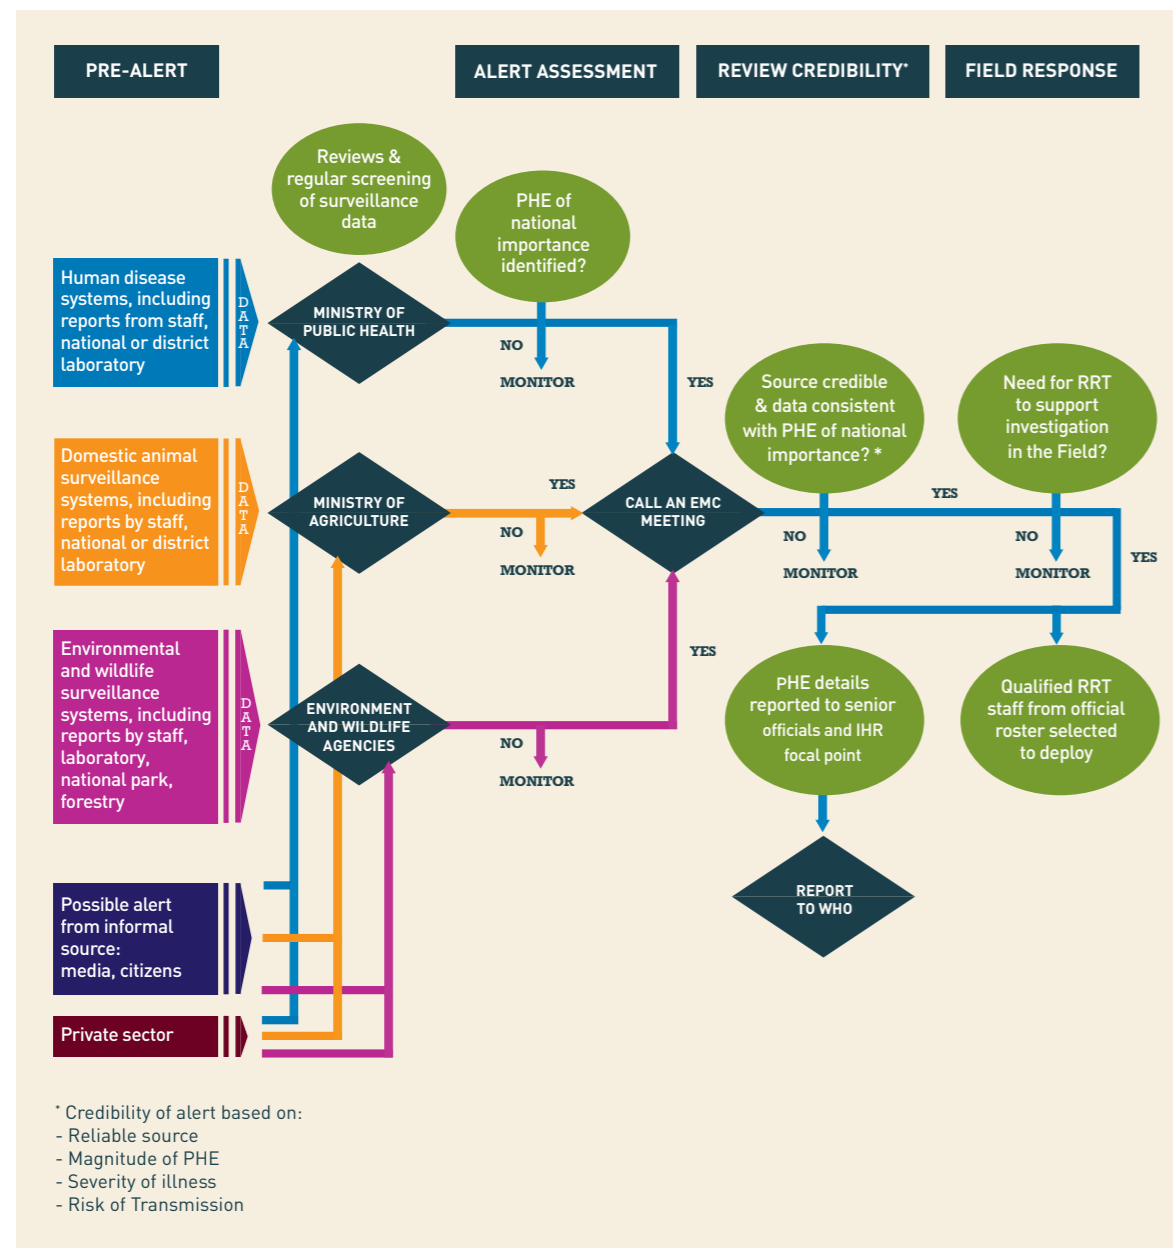 PRE-ALERT
ALERT ASSESSMENT
REVIEW CREDIBILITY*
FIELD RESPONSE
Reviews &
regular screening
of surveillance
data
PHE of
national
importance
identified?
Human disease
systems, including
reports from staff,
national or district
laboratory
DATA
MINISTRY OF
PUBLIC HEALTH
NO
MONITOR
YES
Source credible
& data consistent
with PHE of national
importance? *
Need for RRT
to support
investigation
in the Field?
Domestic animal
surveillance
systems, including
reports by staff,
national or district
laboratory
DATA
MINISTRY OF
AGRICULTURE
YES
NO
MONITOR
CALL AN EMC
MEETING
YES
NO
MONITOR
NO
MONITOR
YES
Environmental
and wildlife
surveillance
systems, including
reports by staff,
laboratory,
national park,
forestry
DATA
ENVIRONMENT
AND WILDLIFE
AGENCIES
YES
NO
MONITOR
PHE details
reported to senior
officials and IHR
focal point
Qualified RRT
staff from official
roster selected
to deploy
Possible alert
from informal
source:
media, citizens
REPORT
TO WHO
Private sector
* Credibility of alert based on:
- Reliable source
- Magnitude of PHE
- Severity of illness
- Risk of Transmission